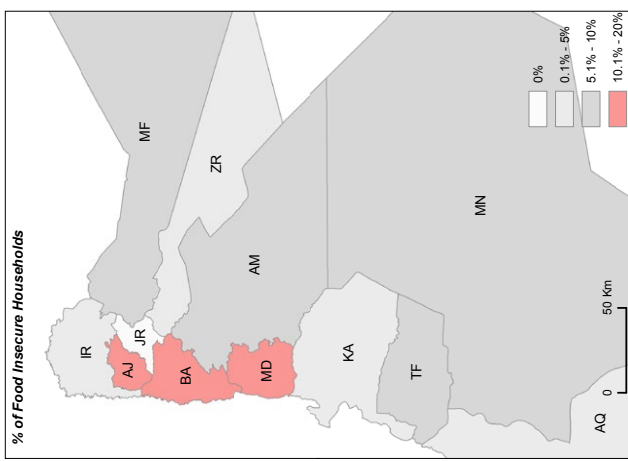 % of Food Insecure Households
IR
MF
AJ
JR
ZR
BA
AM
MD
KA
MN
TF
AQ
0%
0.1% - 5%
5.1% - 10%
10.1% - 20%
0
50 Km